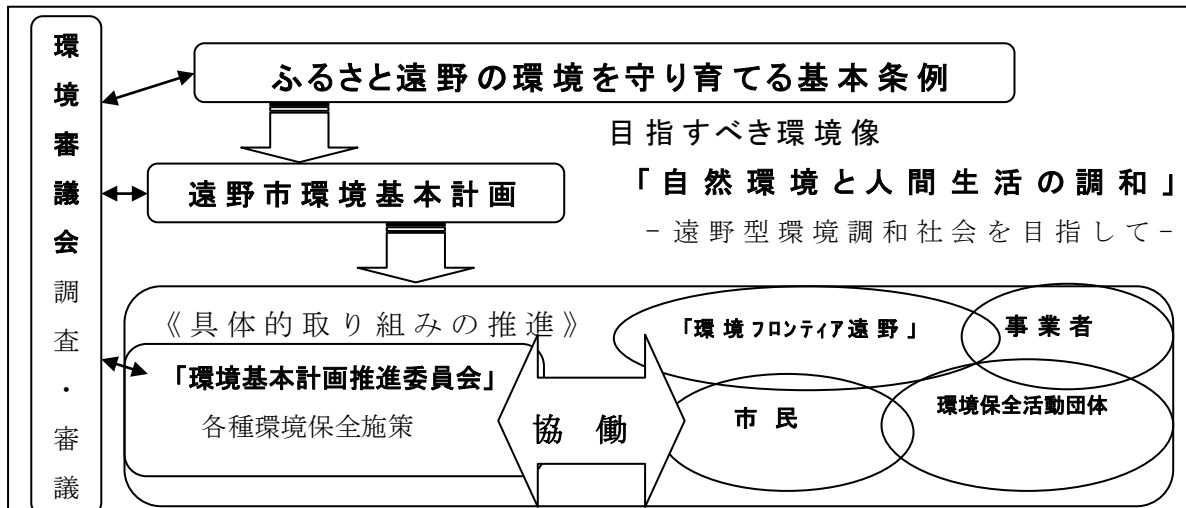 環境審議会調査・審議
ふるさと遠野の環境を守り育てる基本条例
目指すべき環境像
遠野市環境基本計画
「自然環境と人間生活の調和」
-遠野型環境調和社会を目指して-
《具体的取り組みの推進》
「環境フロンティア遠野」
事業者
「環境基本計画推進委員会」
各種環境保全施策
協働
市民
環境保全活動団体